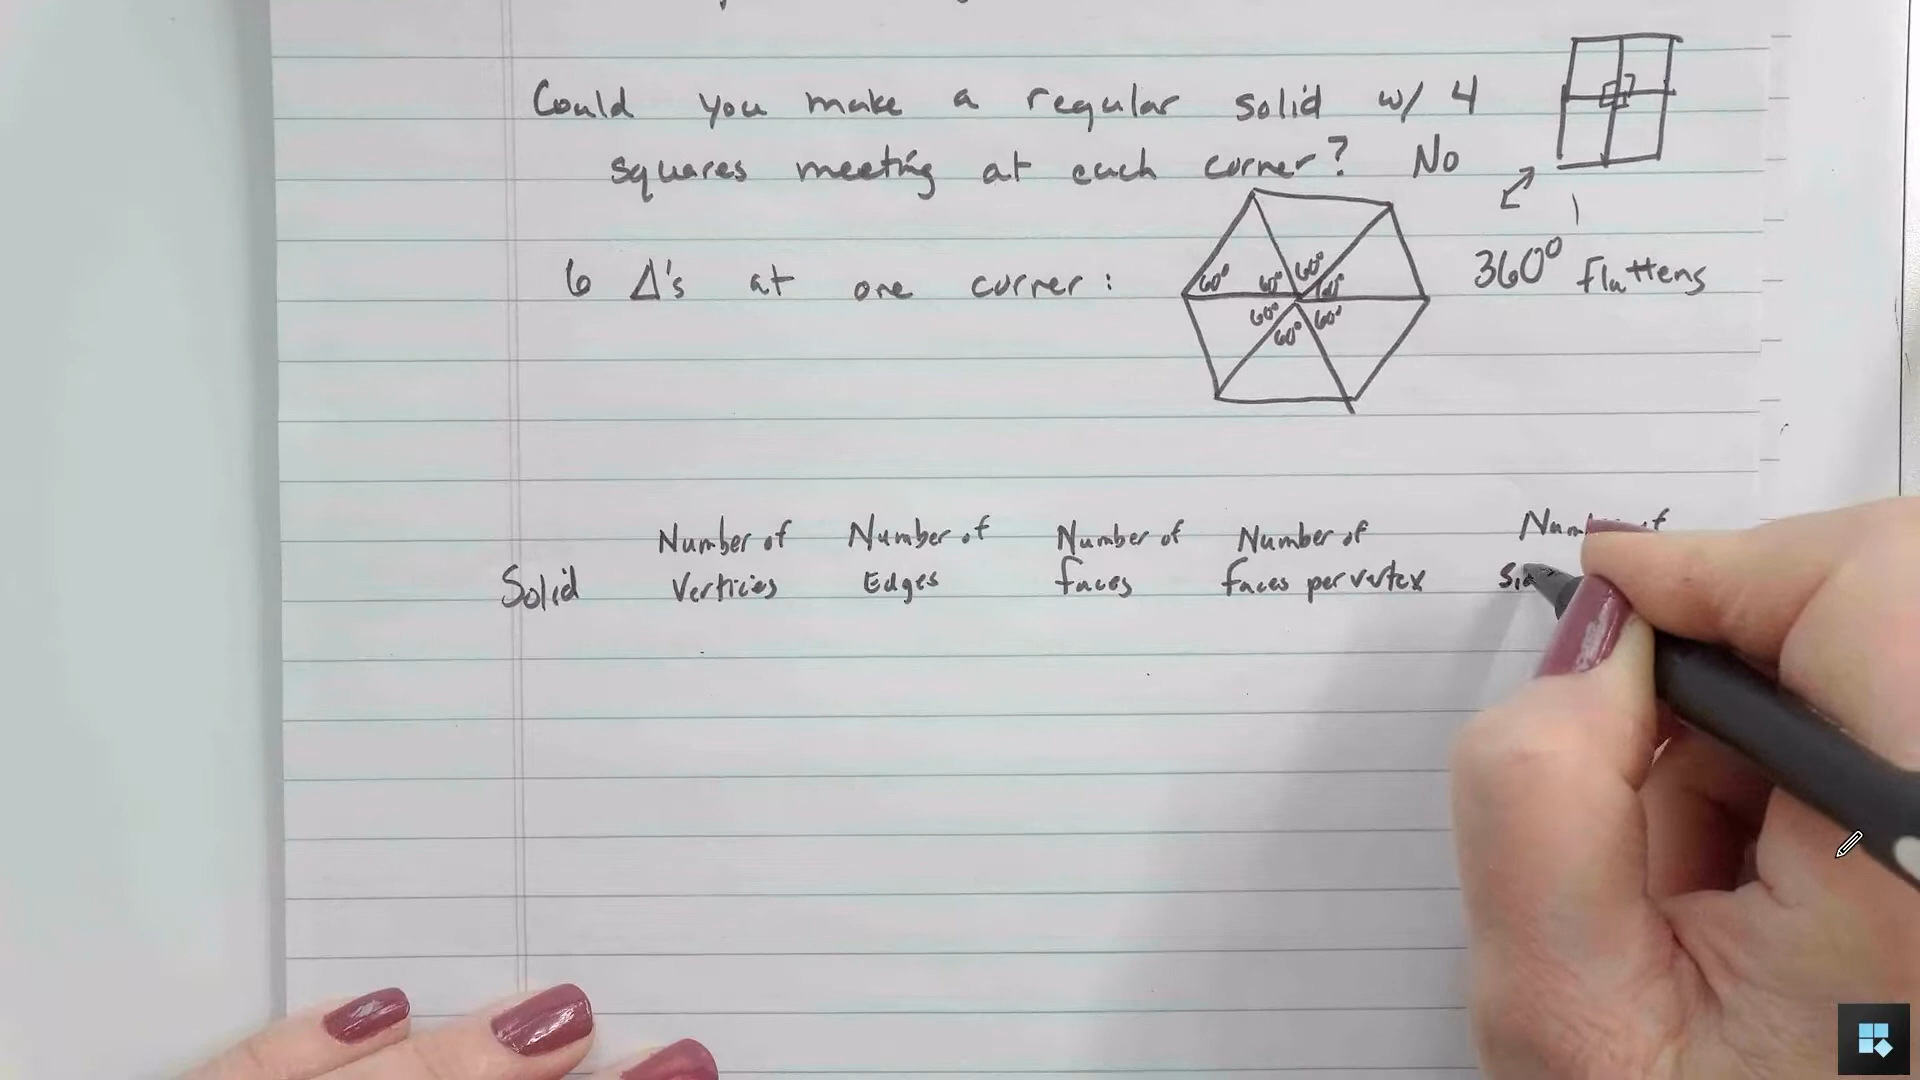 Could you make a regular solid w/ 4
squares meeting at each corner? No
6 Δ's at one corner:
60° 60° 60° 60°
60° 60° 60°
360° flattens
Number of Number of Number of Number of
Solid Verticies Edges faces faces per vertex